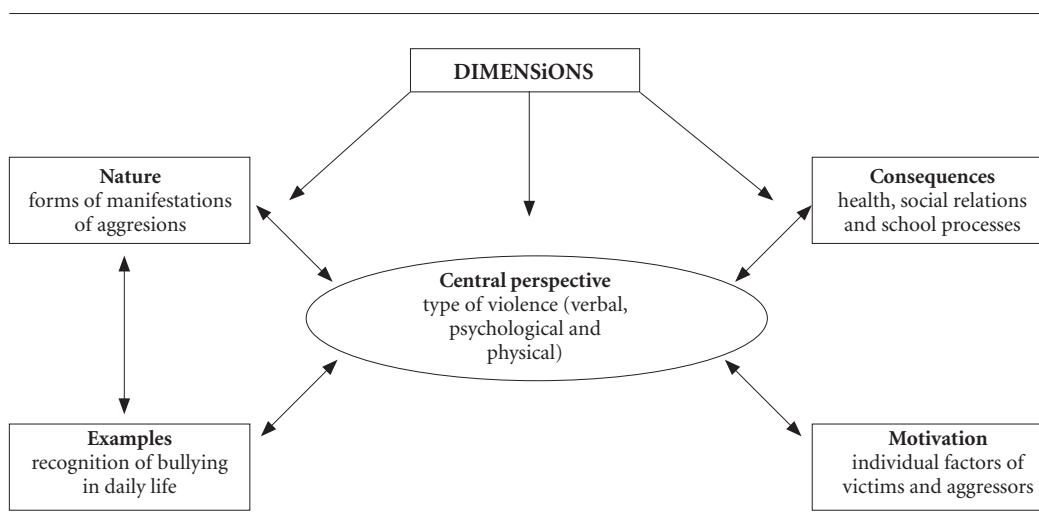 DIMENSiONS
Nature
forms of manifestations
of aggresions
Consequences
health, social relations
and school processes
Central perspective
type of violence (verbal,
psychological and
physical)
Examples
recognition of bullying
in daily life
Motivation
individual factors of
victims and aggressors